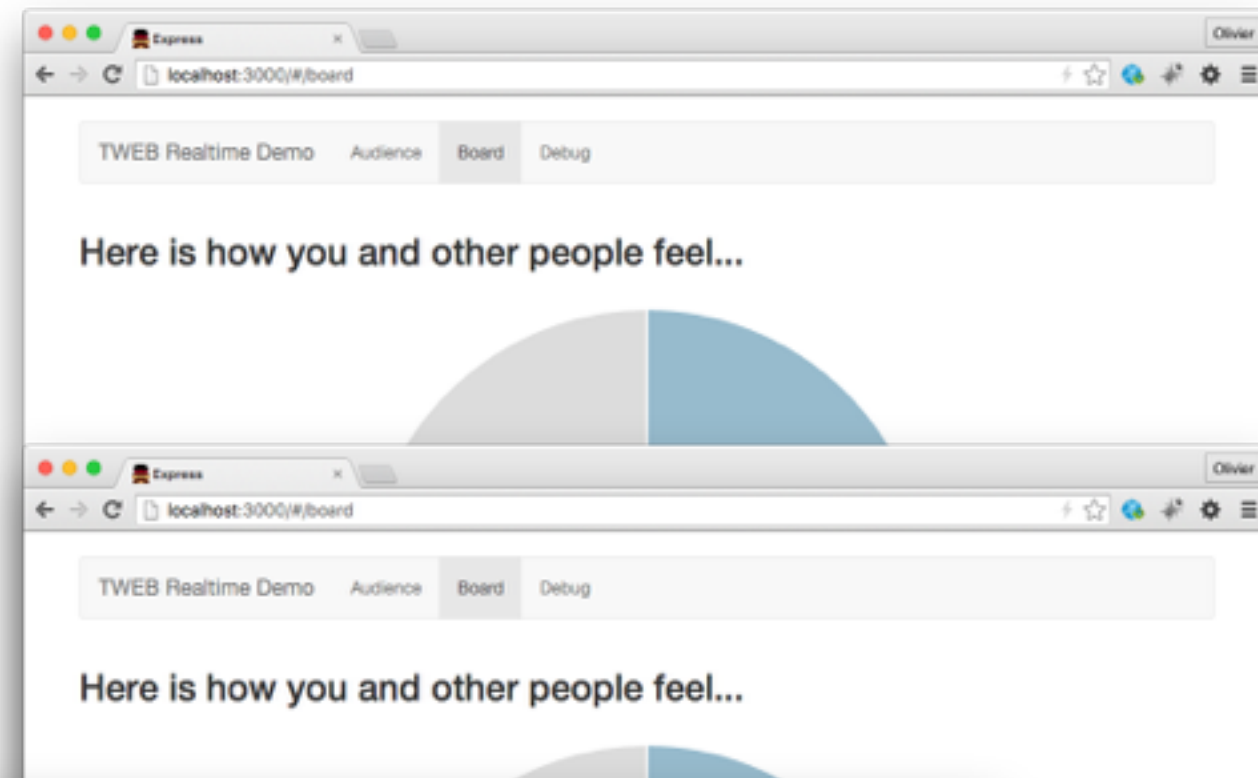 Express
Olivier
localhost:3000/#/board
TWEB Realtime Demo Audience Board Debug
Here is how you and other people feel...
Express
Olivier
localhost:3000/#/board
TWEB Realtime Demo Audience Board Debug
Here is how you and other people feel...